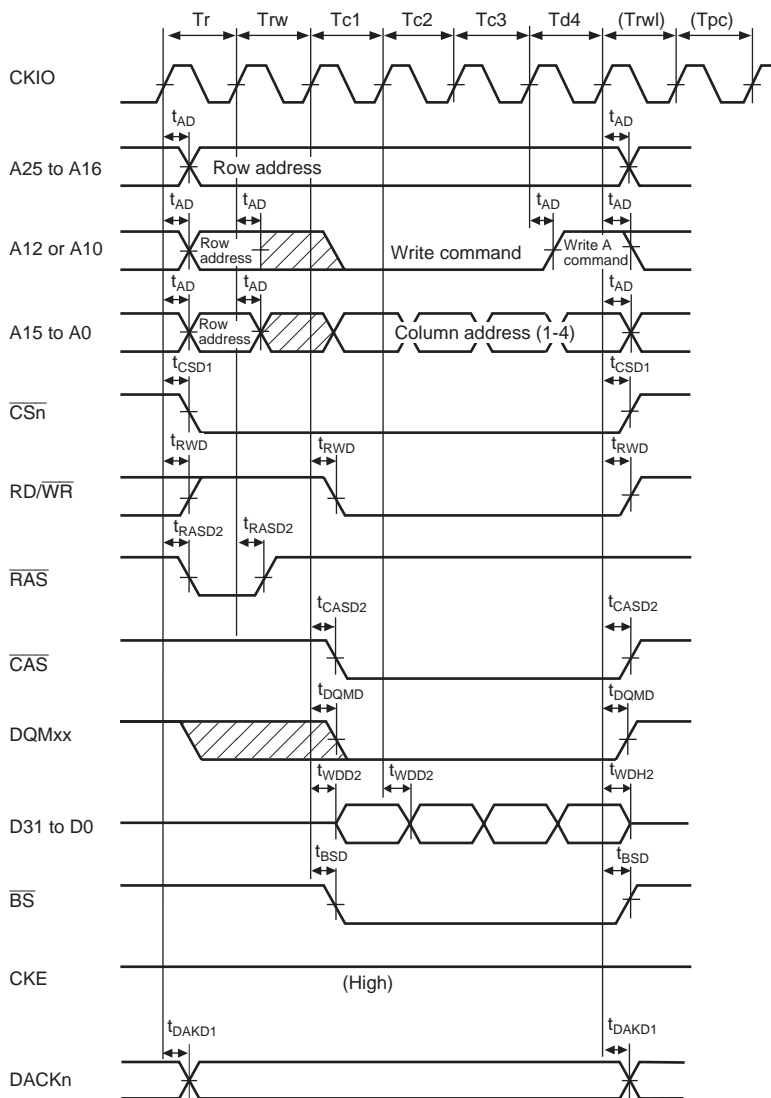 Tr Trw Tc1 Tc2 Tc3 Td4 (Trwl) (Tpc)
CKIO
tAD tAD
A25 to A16 Row address
tAD tAD tAD tAD
A12 or A10 Row address Write command Write A command
tAD tAD tAD
A15 to A0 Row address Column address (1-4)
tCSD1 tCSD1
CSn
tRWD tRWD tRWD
RD/WR
tRASD2 tRASD2
RAS
tCASD2 tCASD2
CAS
tDQMD tDQMD
DQMxx
tWDD2 tWDD2 tWDH2
D31 to D0
tBSD tBSD
BS
CKE (High)
tDAKD1 tDAKD1
DACKn